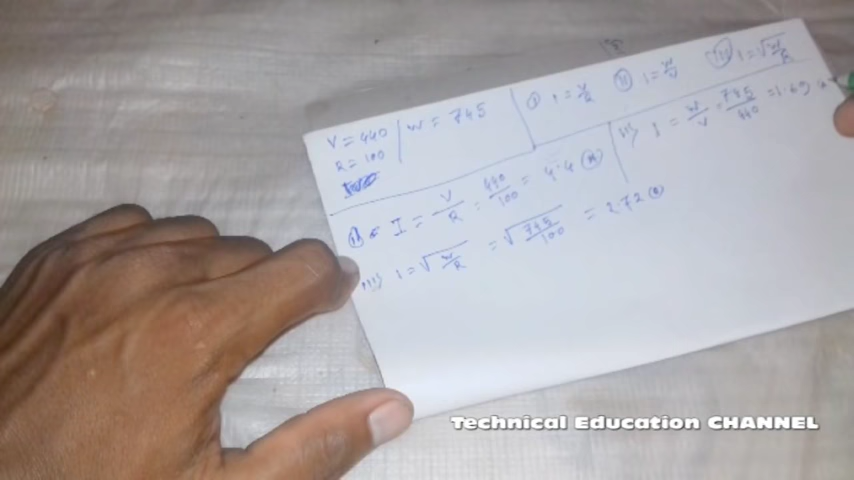 V = 440 | W = 745
R = 100
(i) I = V/R (ii) I = W/V (iii) I = √W/R
I = V/R = 440/100 = 4.4 (A)
(ii) I = W/V = 745/440 = 1.69 A
(iii) I = √W/R = √745/100 = 2.72 (A)
Technical Education CHANNEL